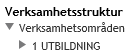 Verksamhetsstruktur
▼ Verksamhetsområden
▶ 1 UTBILDNING